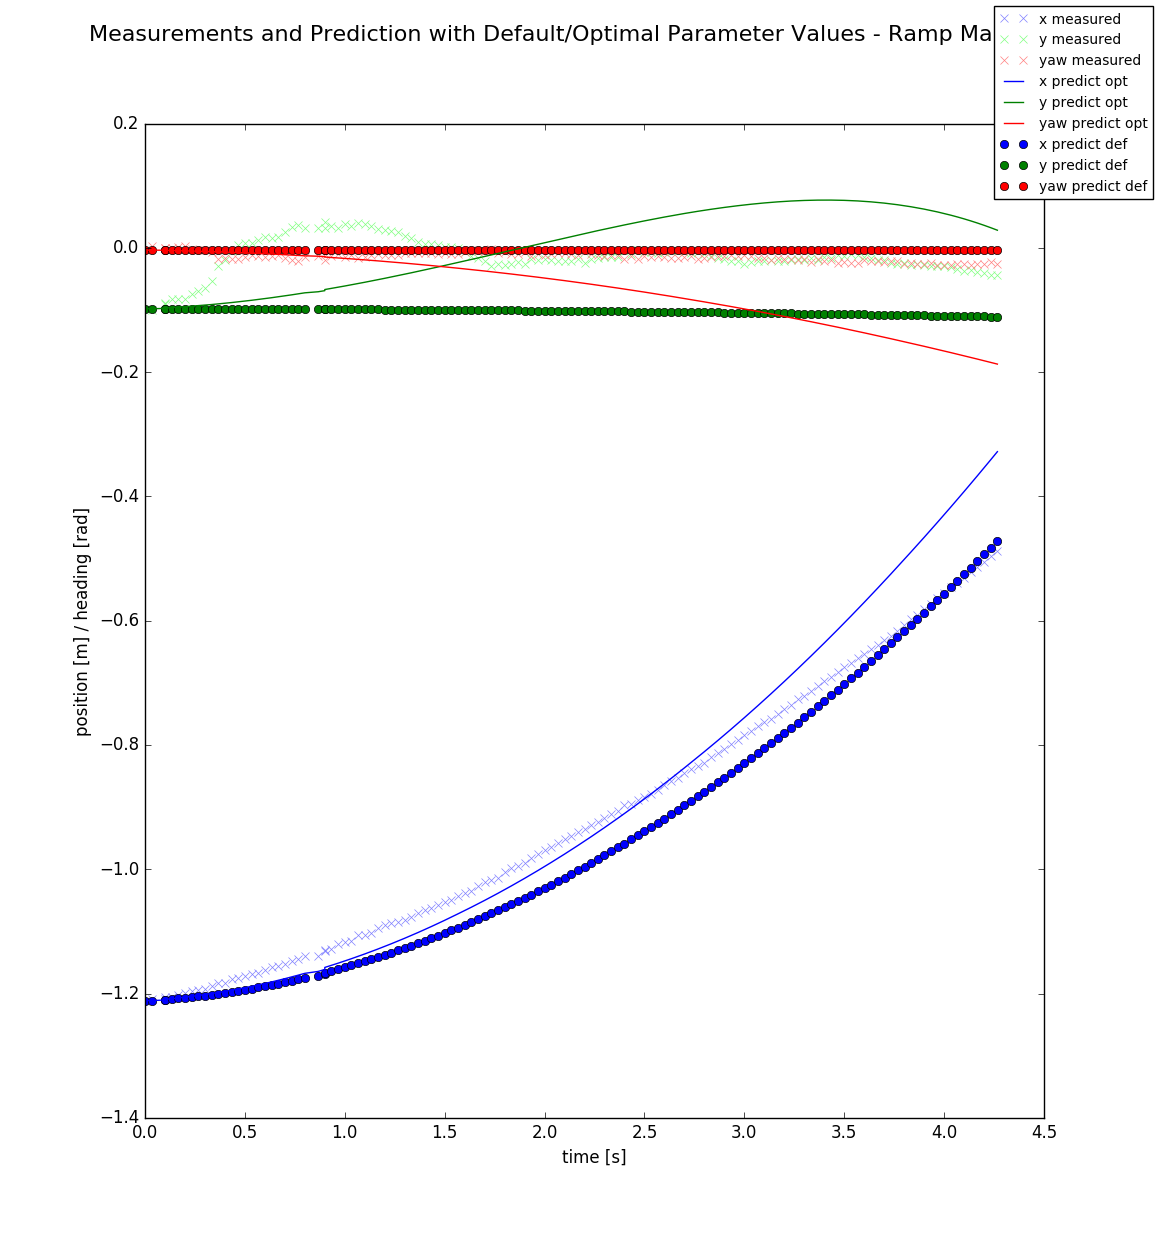 Measurements and Prediction with Default/Optimal Parameter Values - Ramp Ma
x measured
y measured
yaw measured
x predict opt
y predict opt
yaw predict opt
x predict def
y predict def
yaw predict def
0.2
0.0
−0.2
−0.4
−0.6
−0.8
−1.0
−1.2
−1.4
position [m] / heading [rad]
0.0 0.5 1.0 1.5 2.0 2.5 3.0 3.5 4.0 4.5
time [s]